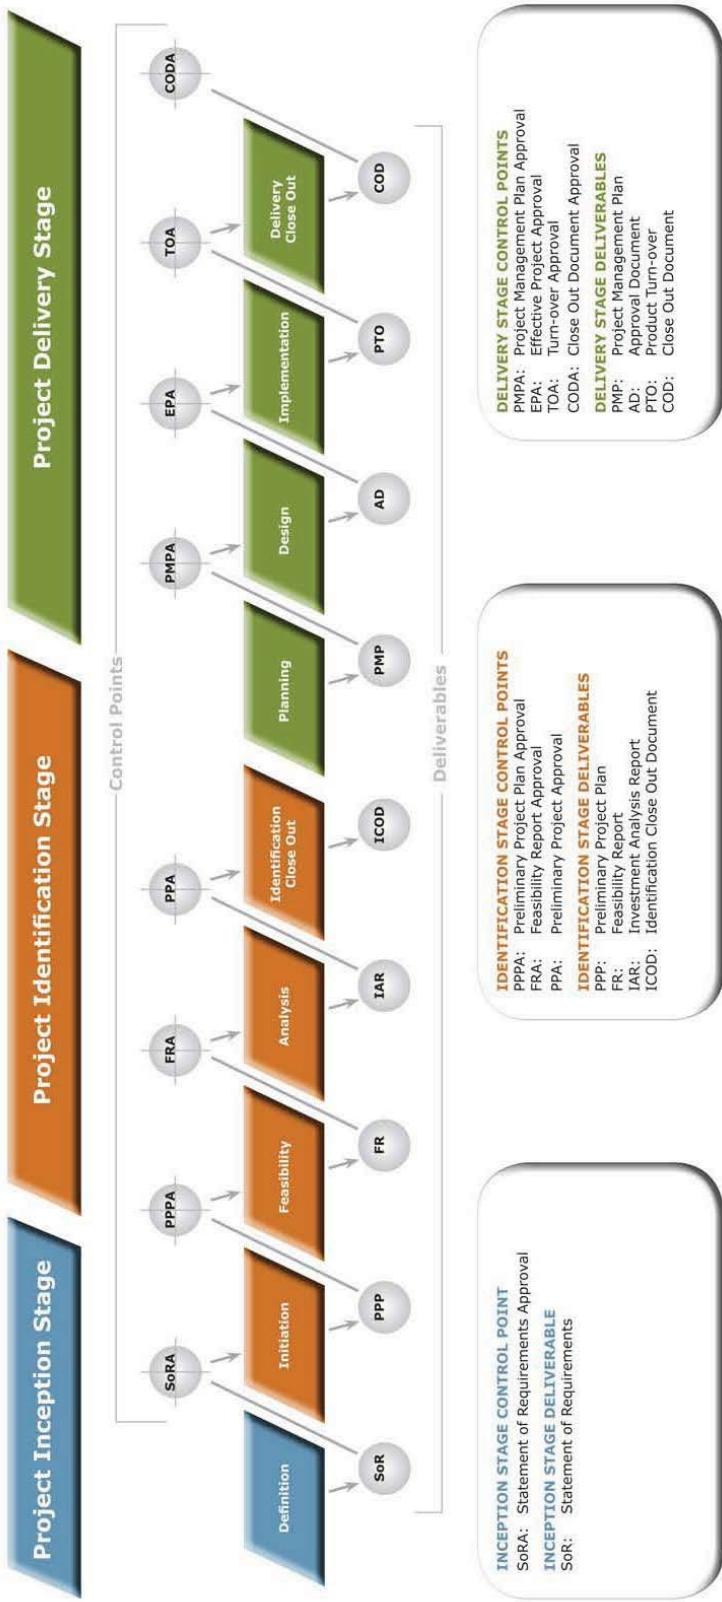 Project Inception Stage
Project Identification Stage
Project Delivery Stage
Control Points
SoRA
PPPA
FRA
PPA
PMPA
EPA
TOA
CODA
Definition
Initiation
Feasibility
Analysis
Identification
Close Out
Planning
Design
Implementation
Delivery
Close Out
SoR
PPP
FR
IAR
ICOD
PMP
AD
PTO
COD
Deliverables
INCEPTION STAGE CONTROL POINT
SoRA: Statement of Requirements Approval
INCEPTION STAGE DELIVERABLE
SoR: Statement of Requirements
IDENTIFICATION STAGE CONTROL POINTS
PPPA: Preliminary Project Plan Approval
FRA: Feasibility Report Approval
PPA: Preliminary Project Approval
IDENTIFICATION STAGE DELIVERABLES
PPP: Preliminary Project Plan
FR: Feasibility Report
IAR: Investment Analysis Report
ICOD: Identification Close Out Document
DELIVERY STAGE CONTROL POINTS
PMPA: Project Management Plan Approval
EPA: Effective Project Approval
TOA: Turn-over Approval
CODA: Close Out Document Approval
DELIVERY STAGE DELIVERABLES
PMP: Project Management Plan
AD: Approval Document
PTO: Product Turn-over
COD: Close Out Document